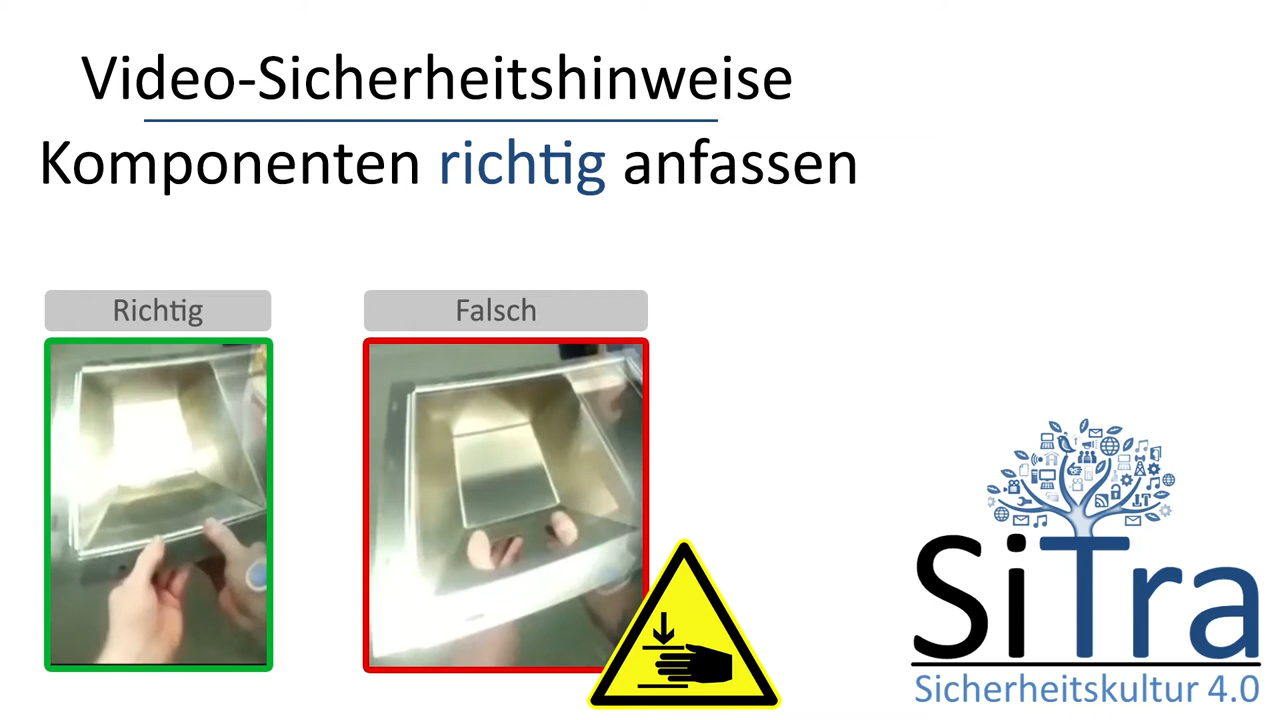 Video-Sicherheitshinweise
Komponenten richtig anfassen
Richtig
Falsch
SiTra
Sicherheitskultur 4.0